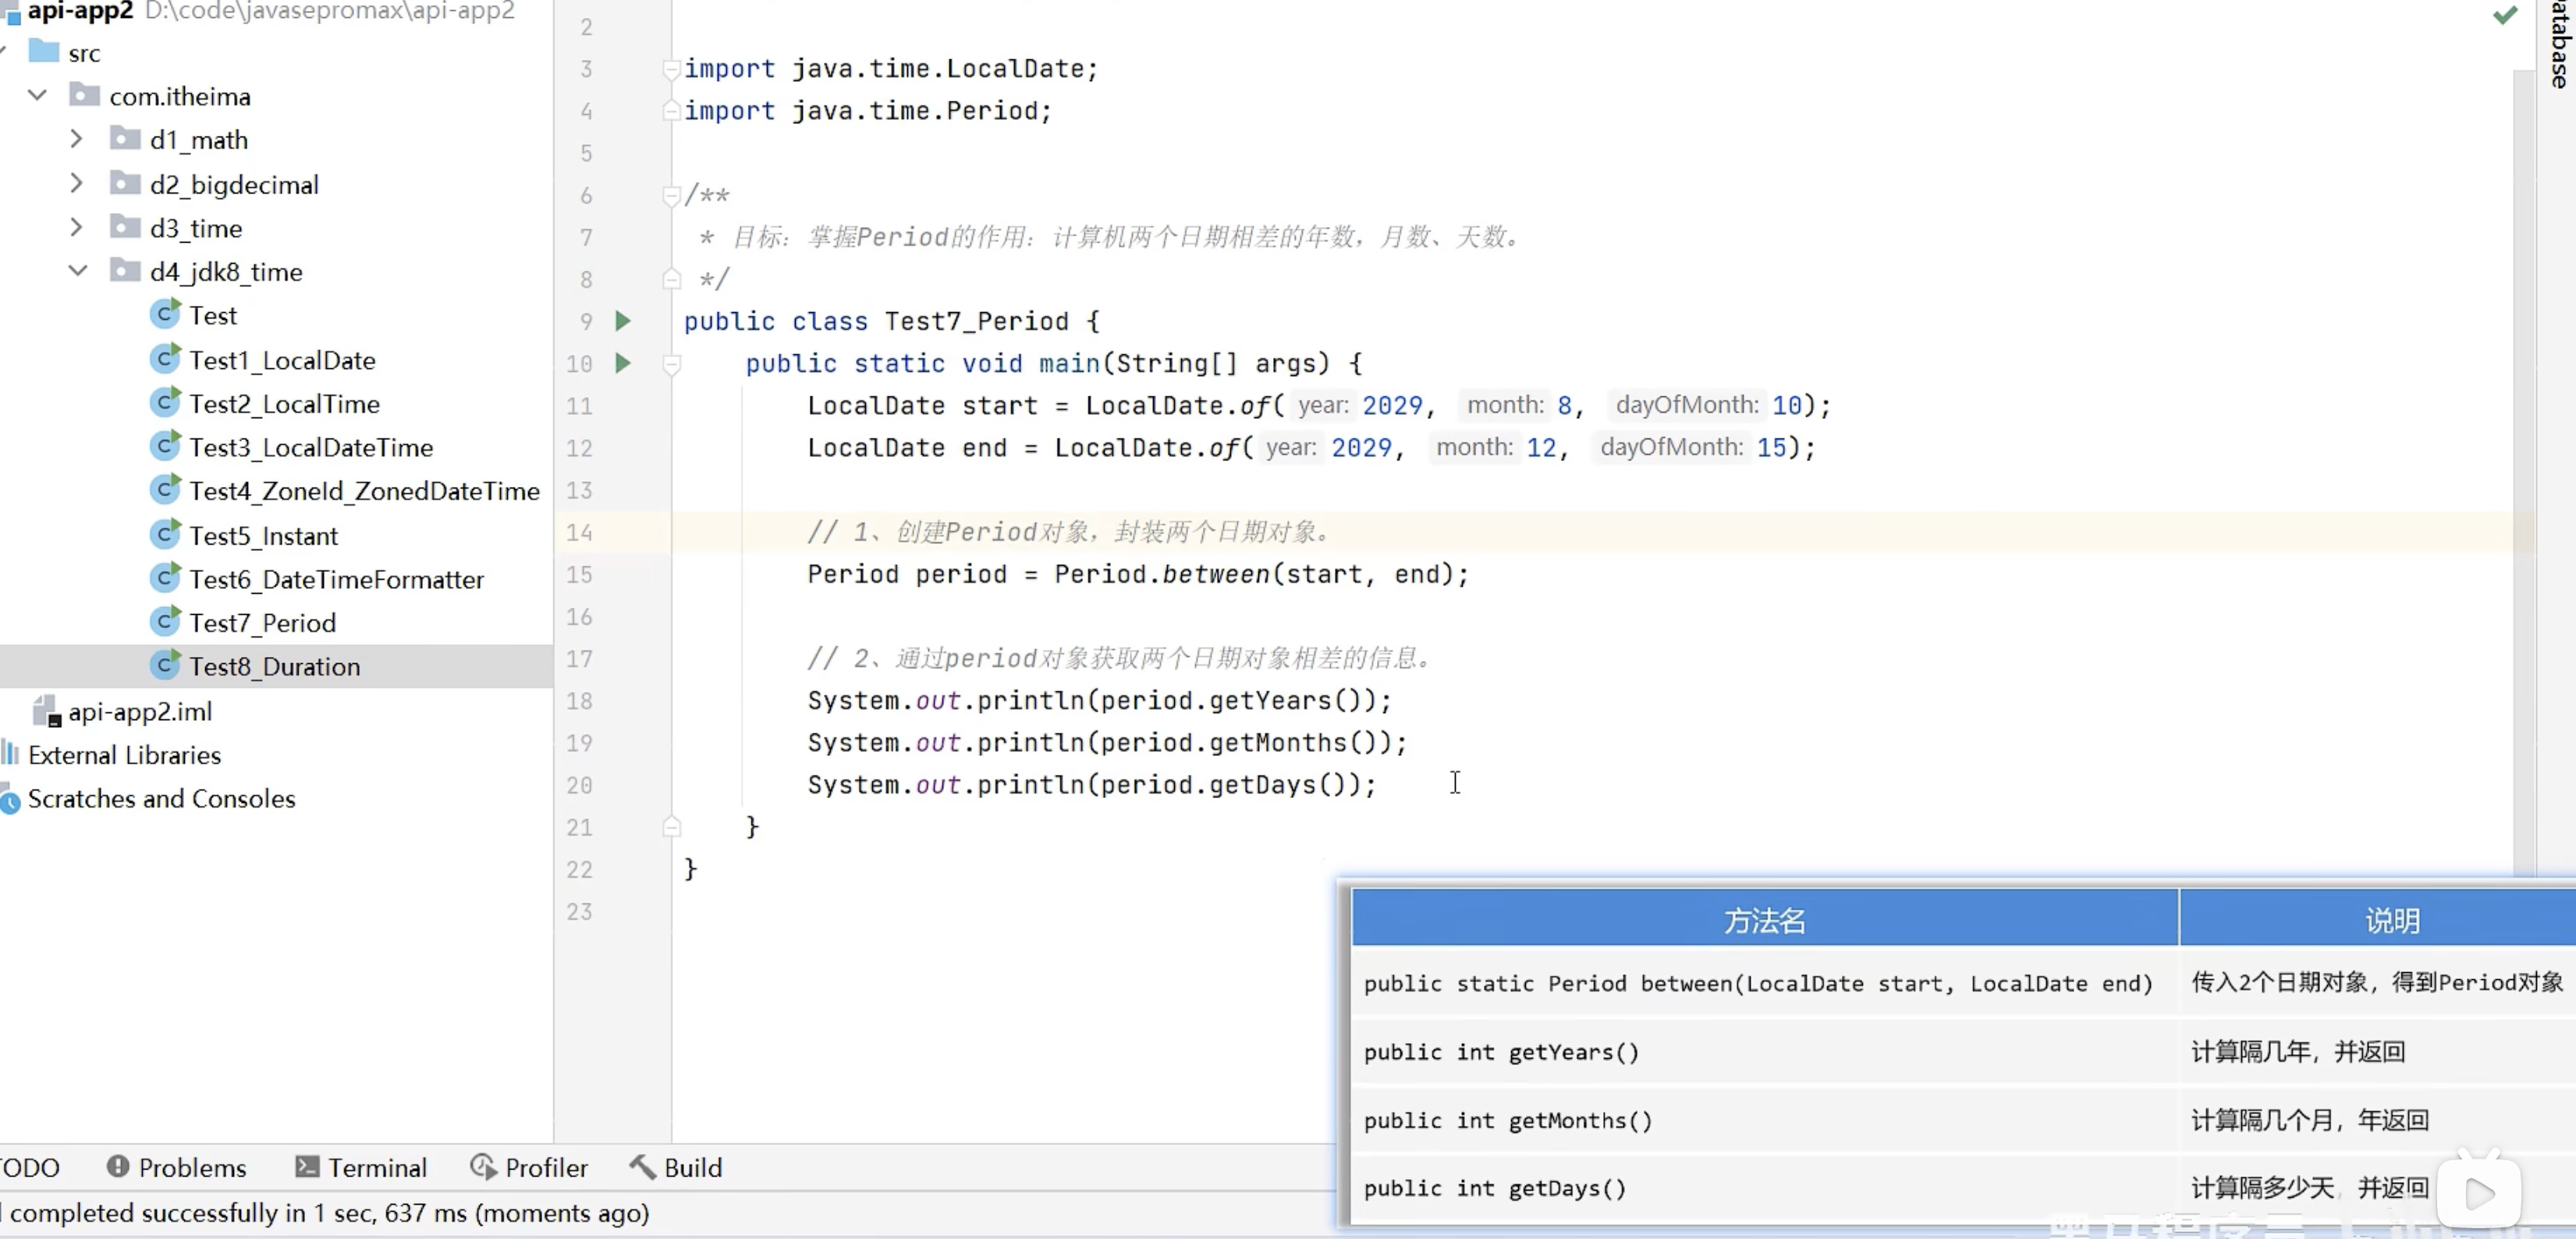 api-app2 D:\code\javasepromax\api-app2
src
com.itheima
d1_math
d2_bigdecimal
d3_time
d4_jdk8_time
Test
Test1_LocalDate
Test2_LocalTime
Test3_LocalDateTime
Test4_ZoneId_ZonedDateTime
Test5_Instant
Test6_DateTimeFormatter
Test7_Period
Test8_Duration
api-app2.iml
External Libraries
Scratches and Consoles
2
3 import java.time.LocalDate;
4 import java.time.Period;
5
6 /**
7 * 目标：掌握Period的作用：计算机两个日期相差的年数，月数、天数。
8 */
9 public class Test7_Period {
10 public static void main(String[] args) {
11 LocalDate start = LocalDate.of( year: 2029, month: 8, dayOfMonth: 10);
12 LocalDate end = LocalDate.of( year: 2029, month: 12, dayOfMonth: 15);
13
14 // 1、创建Period对象，封装两个日期对象。
15 Period period = Period.between(start, end);
16
17 // 2、通过period对象获取两个日期对象相差的信息。
18 System.out.println(period.getYears());
19 System.out.println(period.getMonths());
20 System.out.println(period.getDays());
21 }
22 }
23
方法名 说明
public static Period between(LocalDate start, LocalDate end) 传入2个日期对象，得到Period对象
public int getYears() 计算隔几年，并返回
public int getMonths() 计算隔几个月，年返回
public int getDays() 计算隔多少天，并返回
Problems Terminal Profiler Build
completed successfully in 1 sec, 637 ms (moments ago)